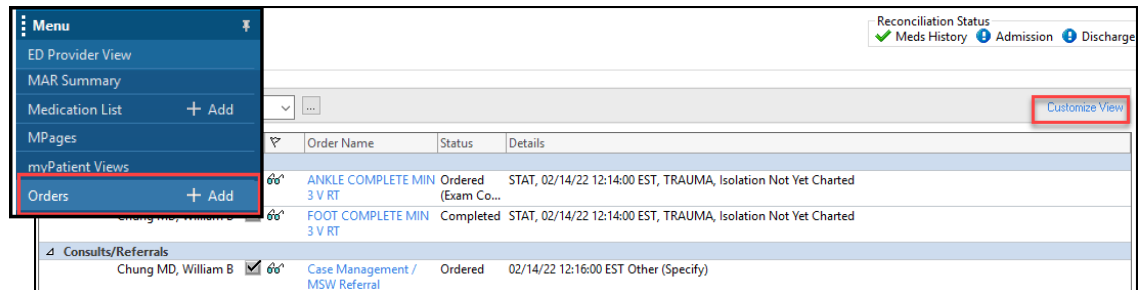 Menu
ED Provider View
MAR Summary
Medication List + Add
MPages
myPatient Views
Orders + Add
Reconciliation Status
Meds History Admission Discharge
...
Customize View
Order Name Status Details
ANKLE COMPLETE MIN Ordered STAT, 02/14/22 12:14:00 EST, TRAUMA, Isolation Not Yet Charted
3 V RT (Exam Co...
Chung MD, William B FOOT COMPLETE MIN Completed STAT, 02/14/22 12:14:00 EST, TRAUMA, Isolation Not Yet Charted
3 V RT
Consults/Referrals
Chung MD, William B Case Management / Ordered 02/14/22 12:16:00 EST Other (Specify)
MSW Referral